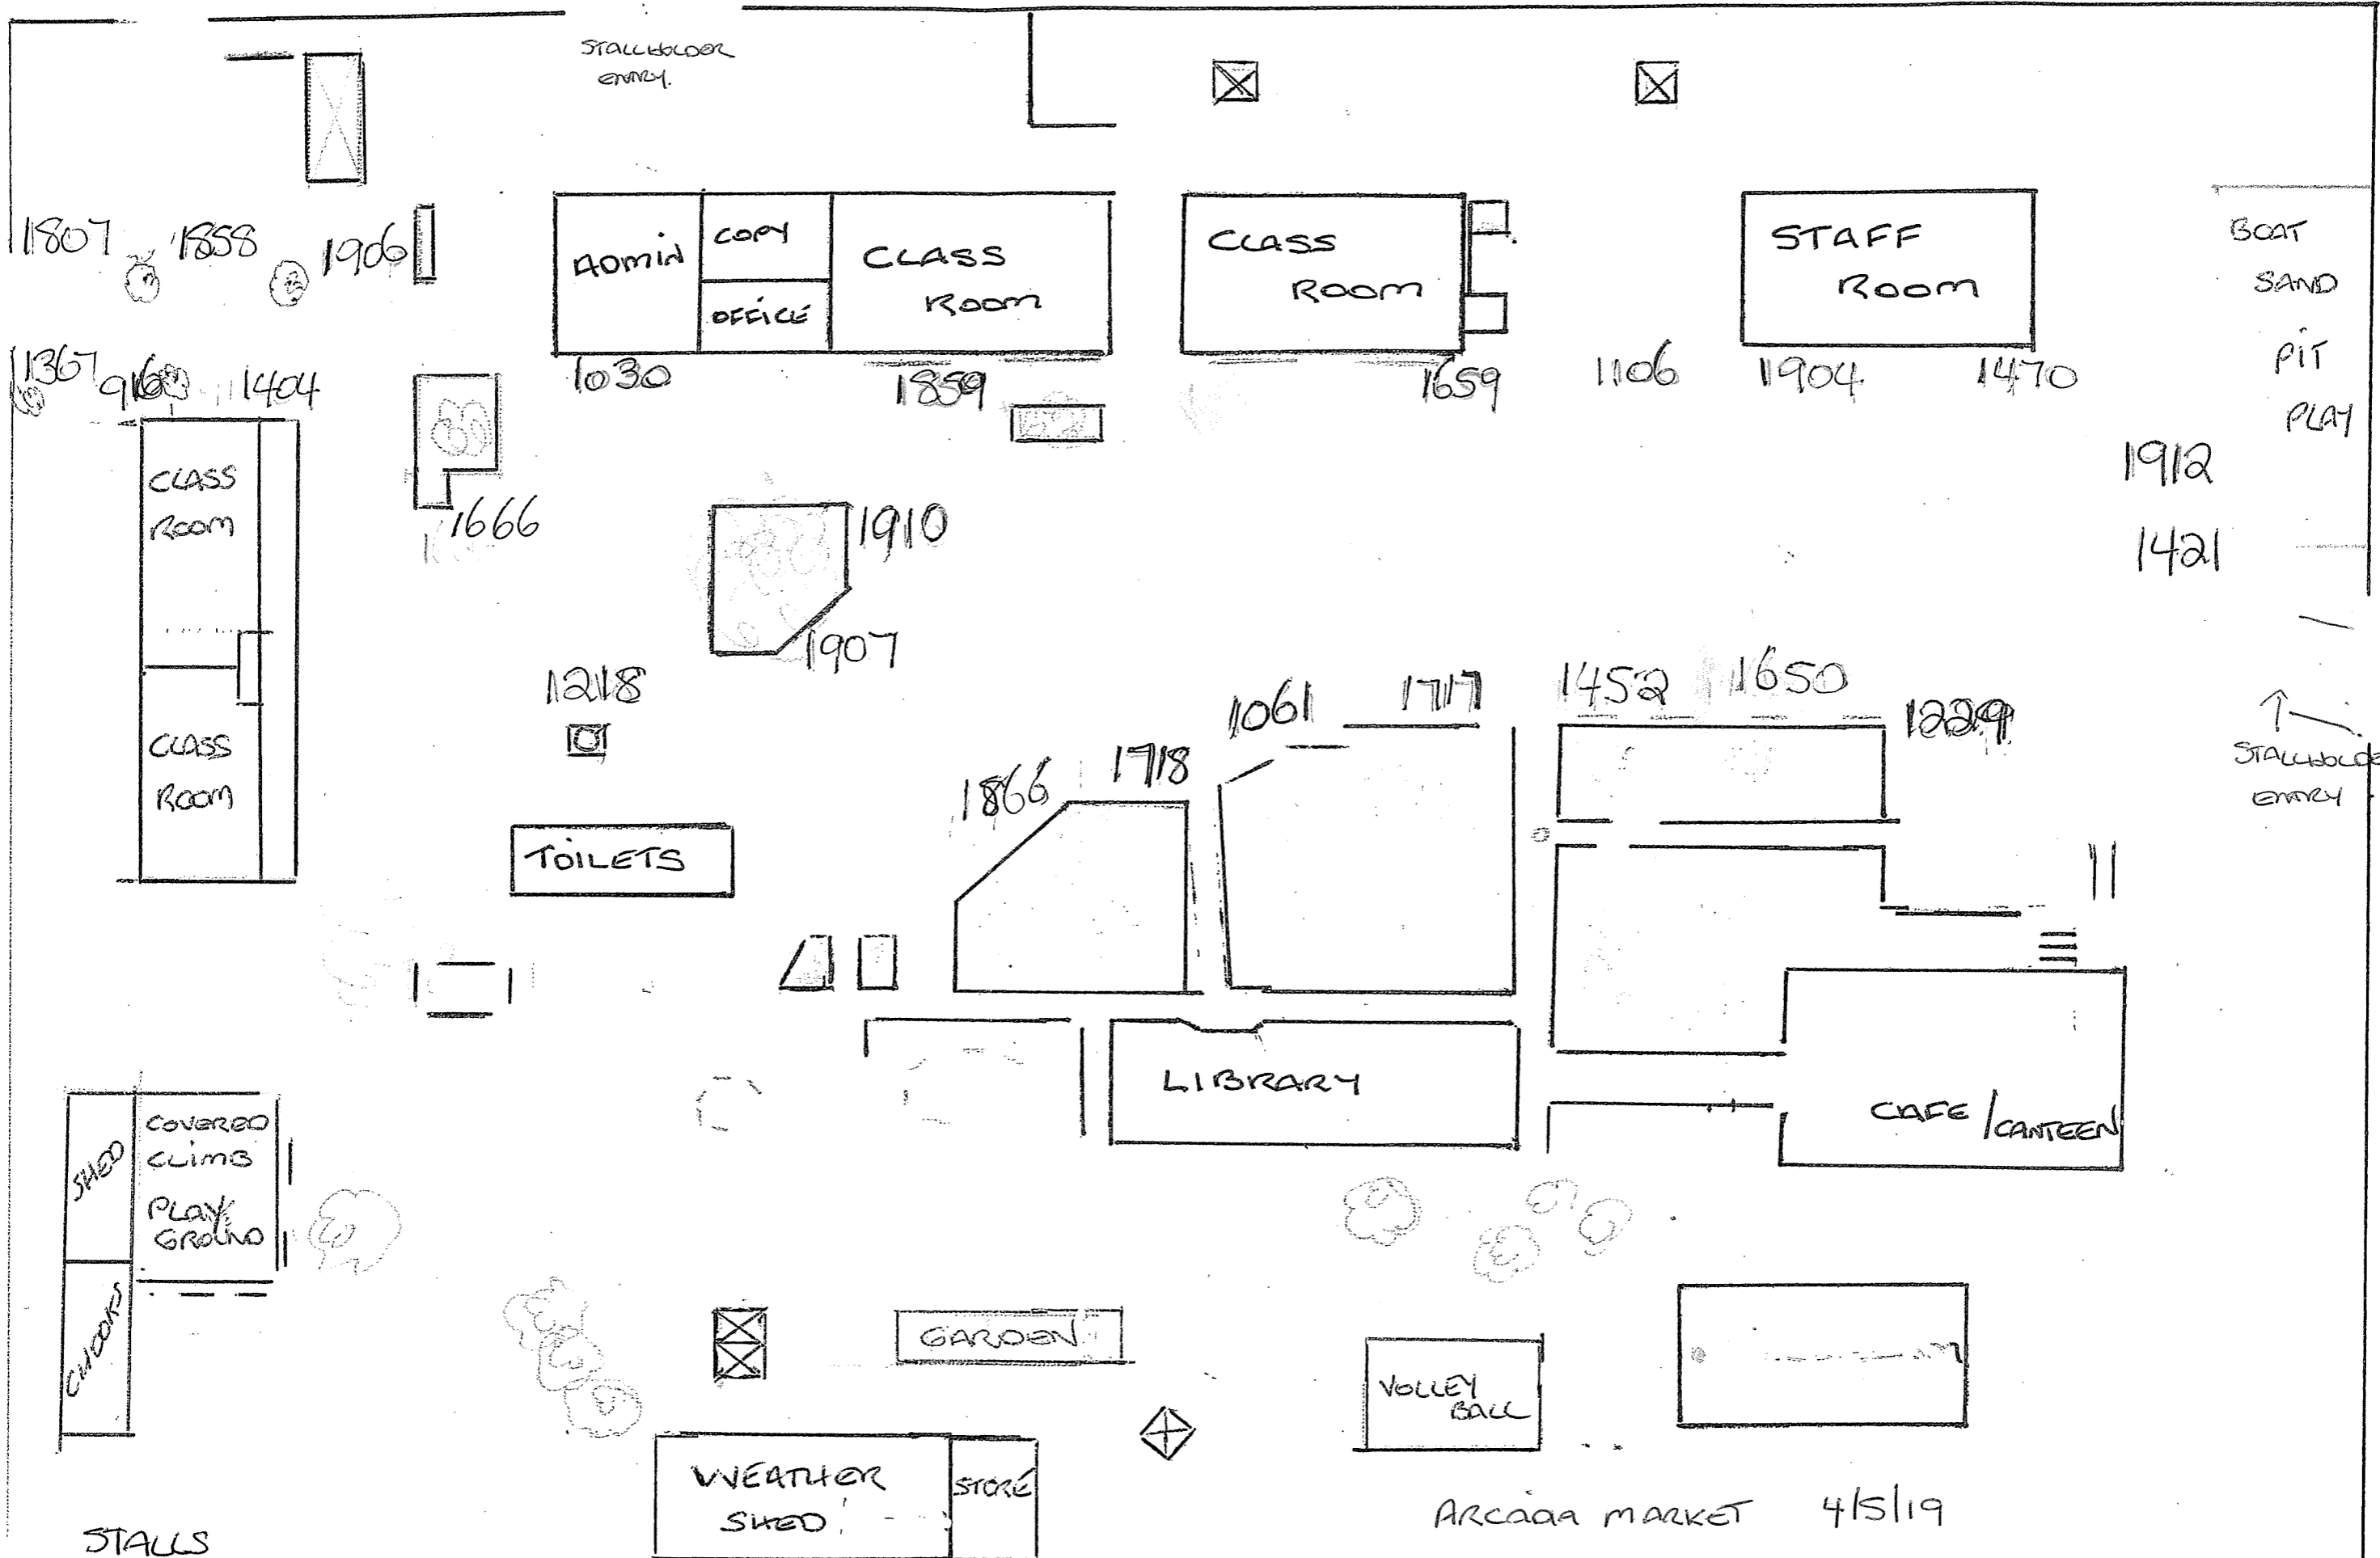 STALLHOLDER
ENTRY.
1807
1858
1906
ADMIN
COPY
OFFICE
CLASS
ROOM
CLASS
ROOM
STAFF
ROOM
BOAT
SAND
PIT
PLAY
1367
916
1404
1030
1859
1659
1106
1904
1470
1912
1421
CLASS
ROOM
1666
1910
1907
1218
CLASS
ROOM
TOILETS
1866
1718
1061
1717
1452
1650
1229
STALLHOLDE
ENTRY
LIBRARY
CAFE / CANTEEN
SHED
COVERED
CLIMB
PLAY
GROUND
CHOOKS
GARDEN
VOLLEY
BALL
WEATHER
SHED
STORE
STALLS
ARCADIA MARKET 4/5/19